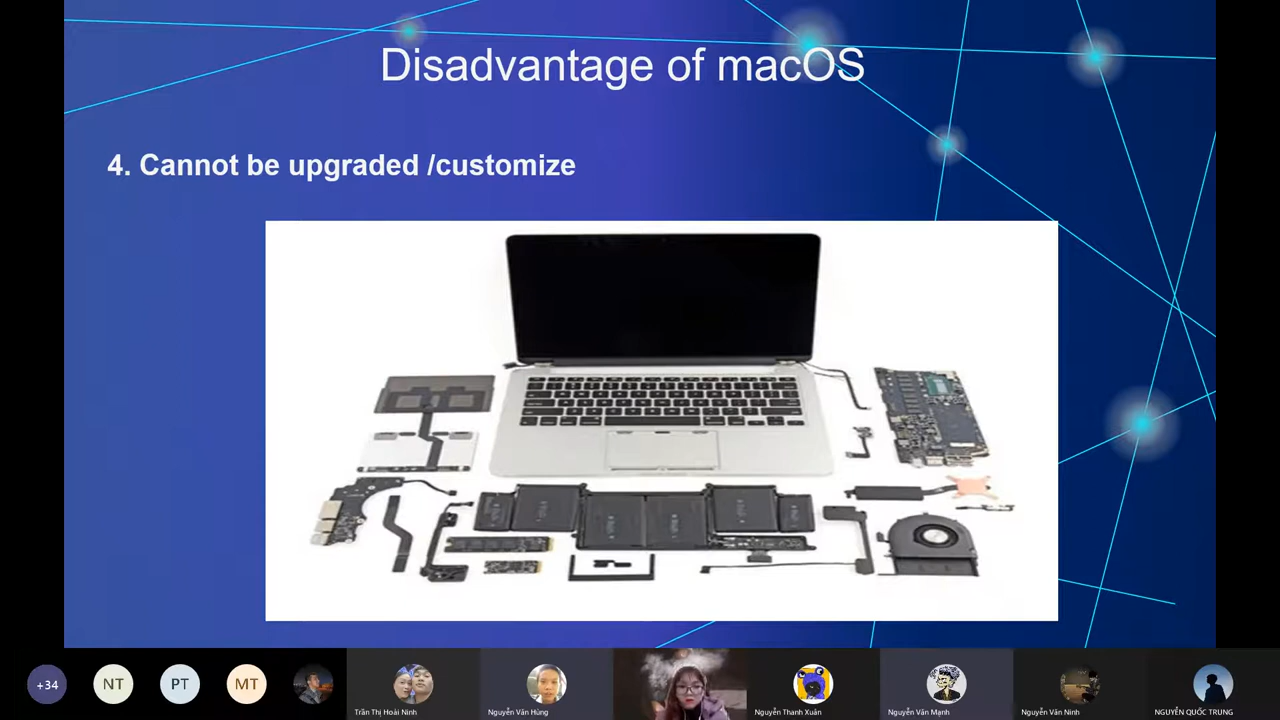 Disadvantage of macOS
4. Cannot be upgraded /customize
+34
NT
PT
MT
Trần Thị Hoài Ninh
Nguyễn Văn Hùng
Nguyễn Thanh Xuân
Nguyễn Văn Mạnh
Nguyễn Văn Ninh
NGUYỄN QUỐC TRUNG